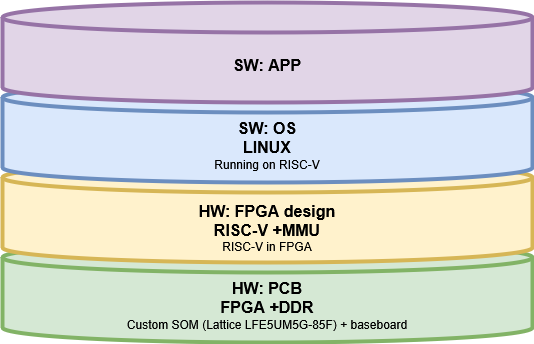 SW: APP
SW: OS
LINUX
Running on RISC-V
HW: FPGA design
RISC-V +MMU
RISC-V in FPGA
HW: PCB
FPGA +DDR
Custom SOM (Lattice LFE5UM5G-85F) + baseboard